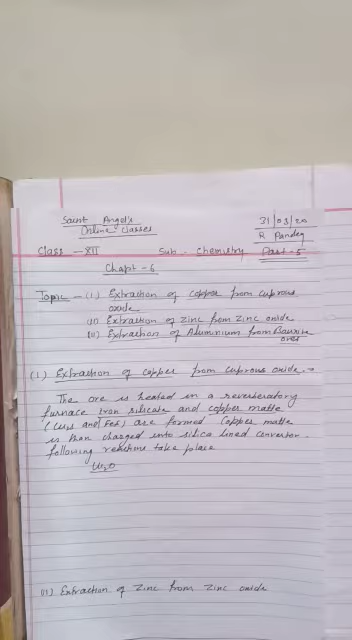 Saint Angels
Online classes
31/03/20
R Pandey
Class - XII Sub - Chemistry Part - 5
Chapt - 6
Topic - (i) Extraction of copper from cuprous
oxide
(ii) Extraction of zinc from zinc oxide
(iii) Extraction of Aluminium from Bauxite
ores
(i) Extraction of copper from cuprous oxide. →
The ore is heated in a reverberatory
furnace iron silicate and copper matte
(Cu₂S and FeS) are formed Copper matte
is then charged into silica lined convertor.
following reactions take place
Cu₂O
(ii) Extraction of zinc from zinc oxide